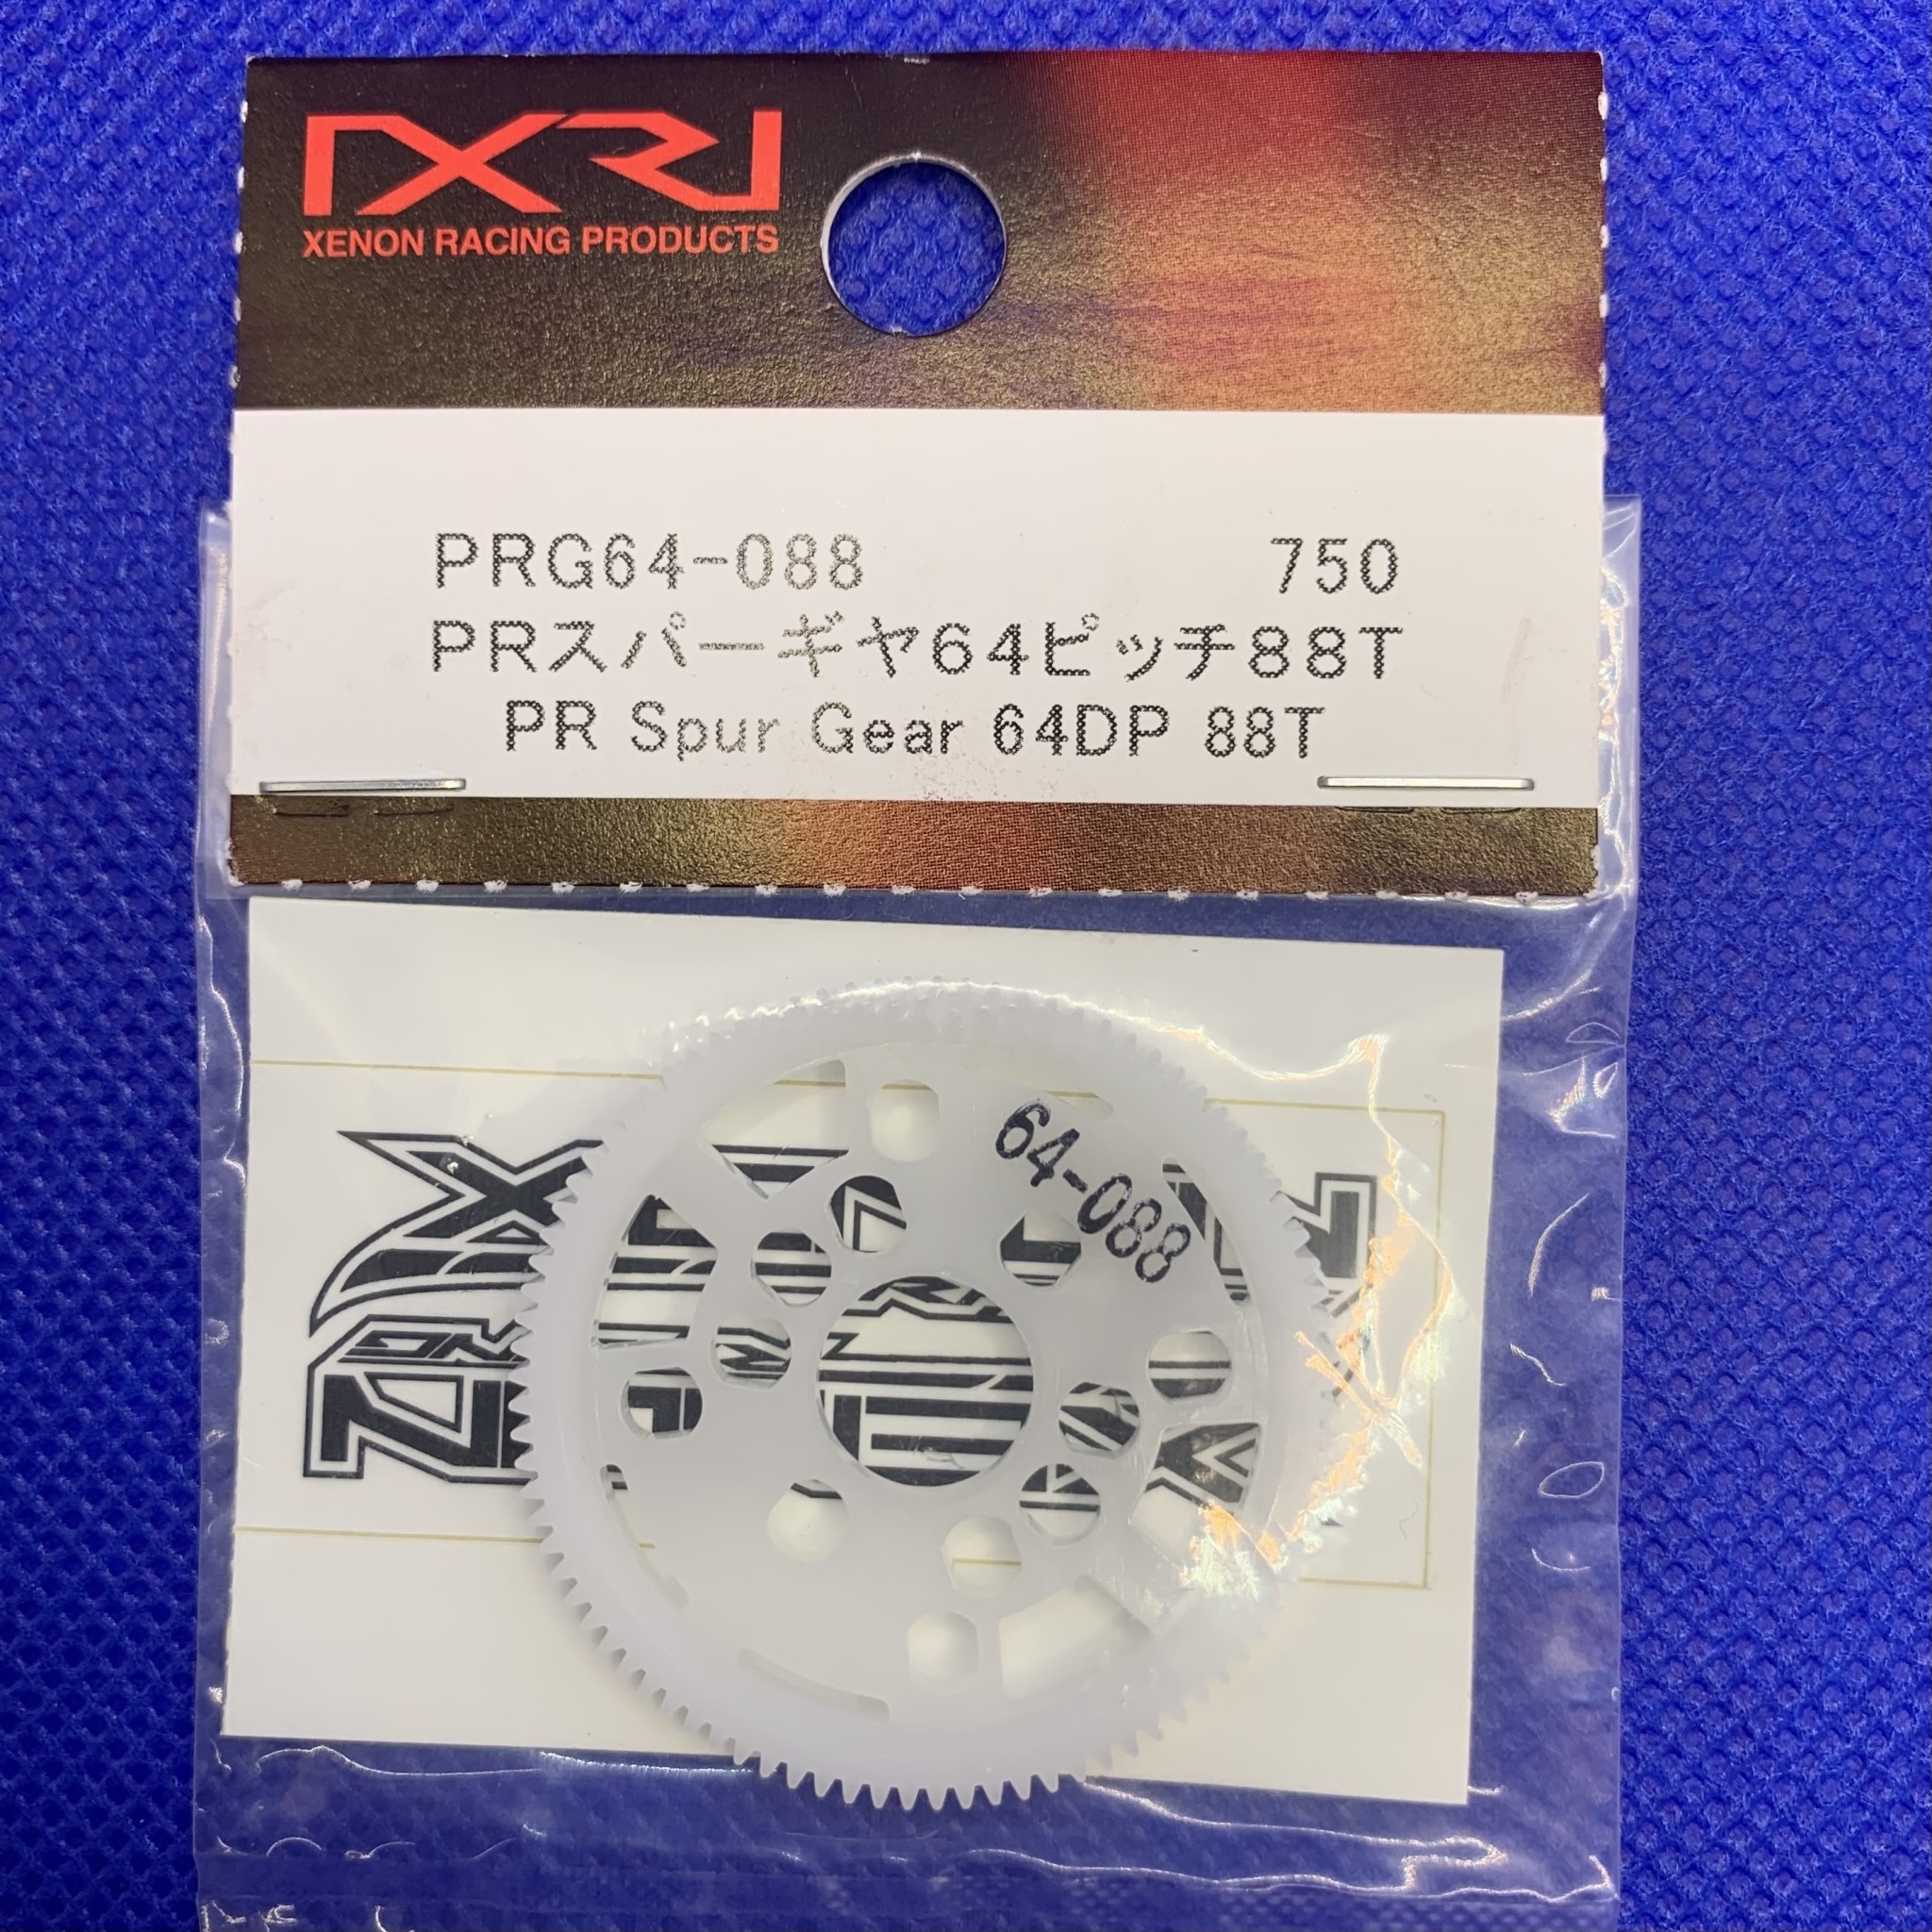 XRI
XENON RACING PRODUCTS
PRG64-088 750
PRスパーギヤ64ピッチ88T
PR Spur Gear 64DP 88T
64-088